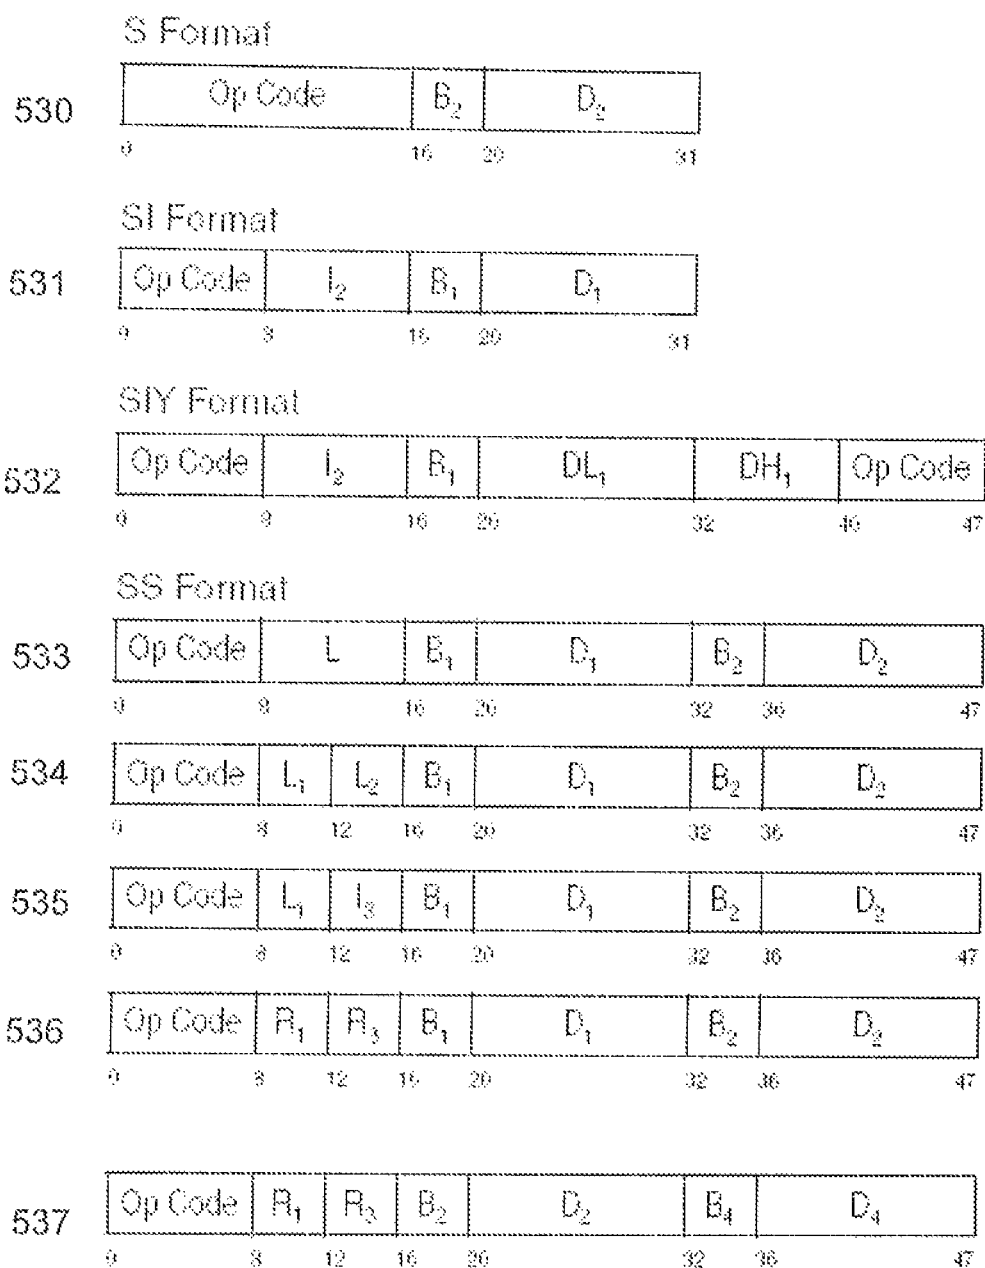 S Format
530 Op Code B₂ D₂
0 16 20 31
SI Format
531 Op Code I₂ B₁ D₁
0 8 16 20 31
SIY Format
532 Op Code I₂ B₁ DL₁ DH₁ Op Code
0 8 16 20 32 40 47
SS Format
533 Op Code L B₁ D₁ B₂ D₂
0 8 16 20 32 36 47
534 Op Code L₁ L₂ B₁ D₁ B₂ D₂
0 8 12 16 20 32 36 47
535 Op Code L₁ I₃ B₁ D₁ B₂ D₂
0 8 12 16 20 32 36 47
536 Op Code R₁ R₃ B₁ D₁ B₂ D₂
0 8 12 16 20 32 36 47
537 Op Code R₁ R₃ B₂ D₂ B₄ D₄
0 8 12 16 20 32 36 47